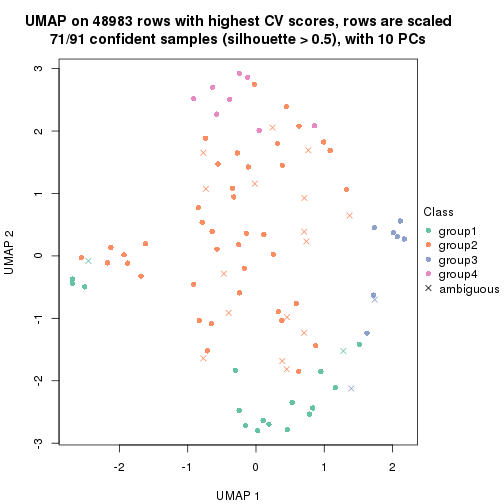 UMAP on 48983 rows with highest CV scores, rows are scaled
71/91 confident samples (silhouette > 0.5), with 10 PCs
3
2
1
0
-1
-2
-3
UMAP 2
-2
-1
0
1
2
UMAP 1
Class
group1
group2
group3
group4
ambiguous